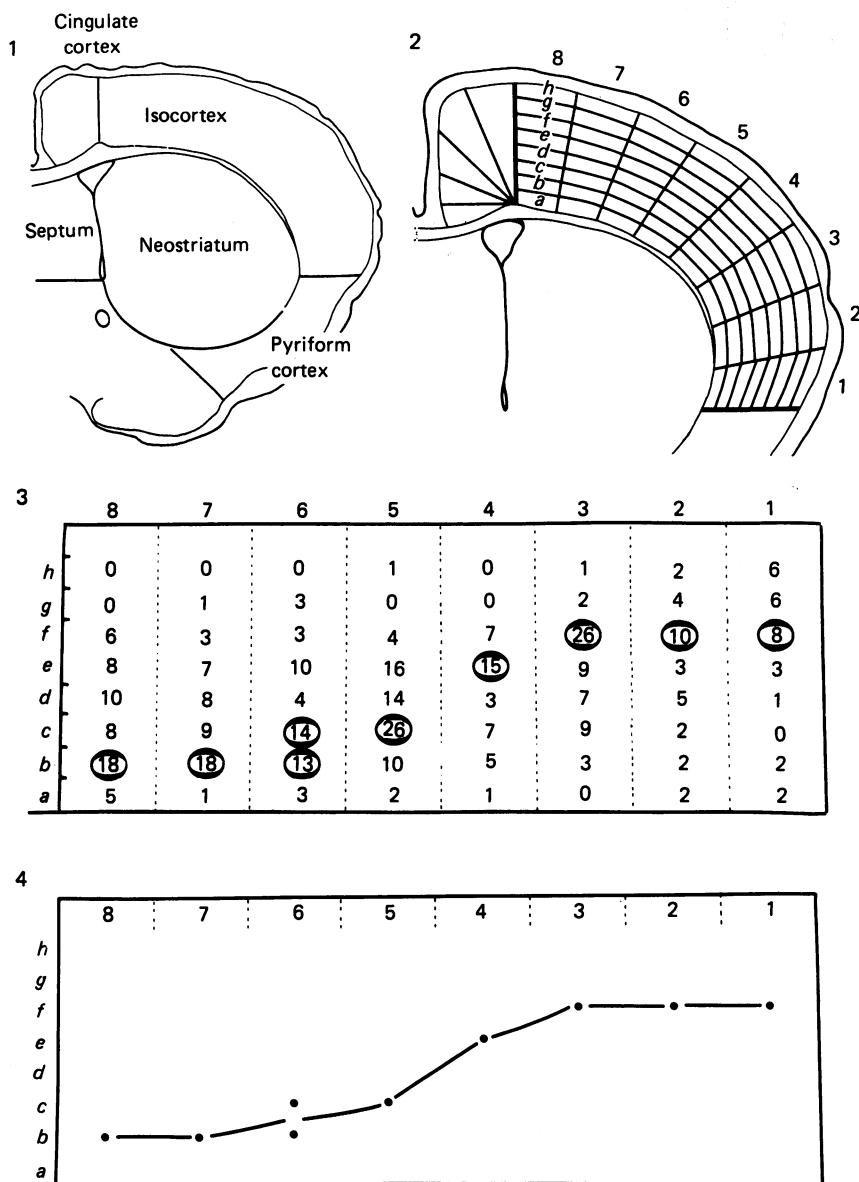 1
Cingulate
cortex
Isocortex
Septum
Neostriatum
Pyriform
cortex
2
8
7
6
5
4
3
2
1
h
g
f
e
d
c
b
a
3
8 7 6 5 4 3 2 1
h 0 0 0 1 0 1 2 6
g 0 1 3 0 0 2 4 6
f 6 3 3 4 7 26 10 8
e 8 7 10 16 15 9 3 3
d 10 8 4 14 3 7 5 1
c 8 9 14 26 7 9 2 0
b 18 18 13 10 5 3 2 2
a 5 1 3 2 1 0 2 2
4
8 7 6 5 4 3 2 1
h
g
f
e
d
c
b
a